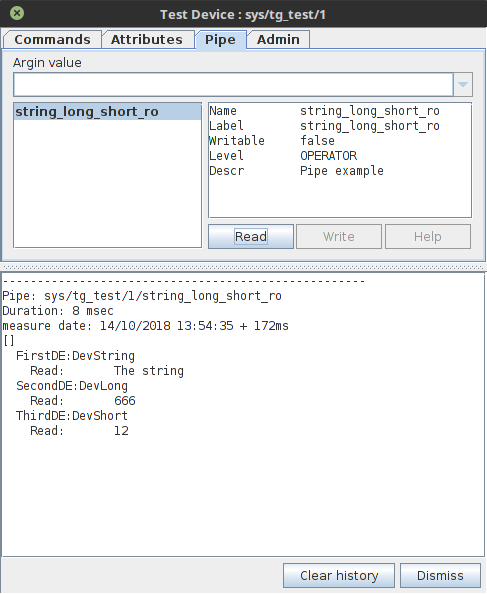 Test Device : sys/tg_test/1
Commands Attributes Pipe Admin
Argin value
string_long_short_ro
Name string_long_short_ro
Label string_long_short_ro
Writable false
Level OPERATOR
Descr Pipe example
Read Write Help
----------------------------------------------------
Pipe: sys/tg_test/1/string_long_short_ro
Duration: 8 msec
measure date: 14/10/2018 13:54:35 + 172ms
[]
FirstDE:DevString
Read: The string
SecondDE:DevLong
Read: 666
ThirdDE:DevShort
Read: 12
Clear history Dismiss